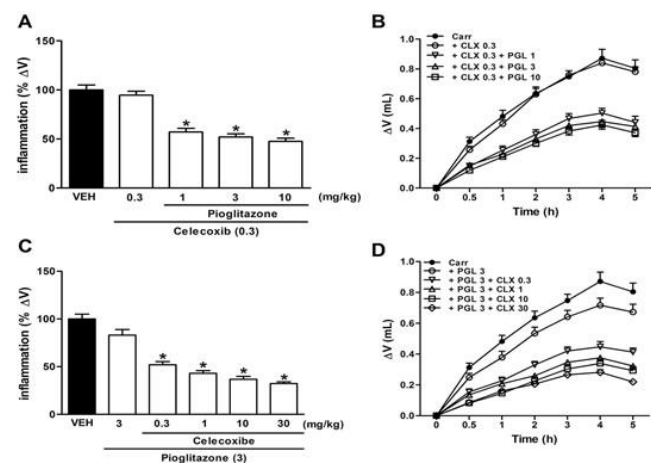 A
inflammation (% ΔV)
150
100
50
0
* * *
VEH 0.3 1 3 10 (mg/kg)
Pioglitazone
Celecoxib (0.3)
B
ΔV (mL)
1.0
0.8
0.6
0.4
0.2
0.0
Carr
+ CLX 0.3
+ CLX 0.3 + PGL 1
+ CLX 0.3 + PGL 3
+ CLX 0.3 + PGL 10
0 0.5 1 2 3 4 5
Time (h)
C
inflammation (% ΔV)
150
100
50
0
* * * *
VEH 3 0.3 1 10 30 (mg/kg)
Celecoxibe
Pioglitazone (3)
D
ΔV (mL)
1.0
0.8
0.6
0.4
0.2
0.0
Carr
+ PGL 3
+ PGL 3 + CLX 0.3
+ PGL 3 + CLX 1
+ PGL 3 + CLX 10
+ PGL 3 + CLX 30
0 0.5 1 2 3 4 5
Time (h)